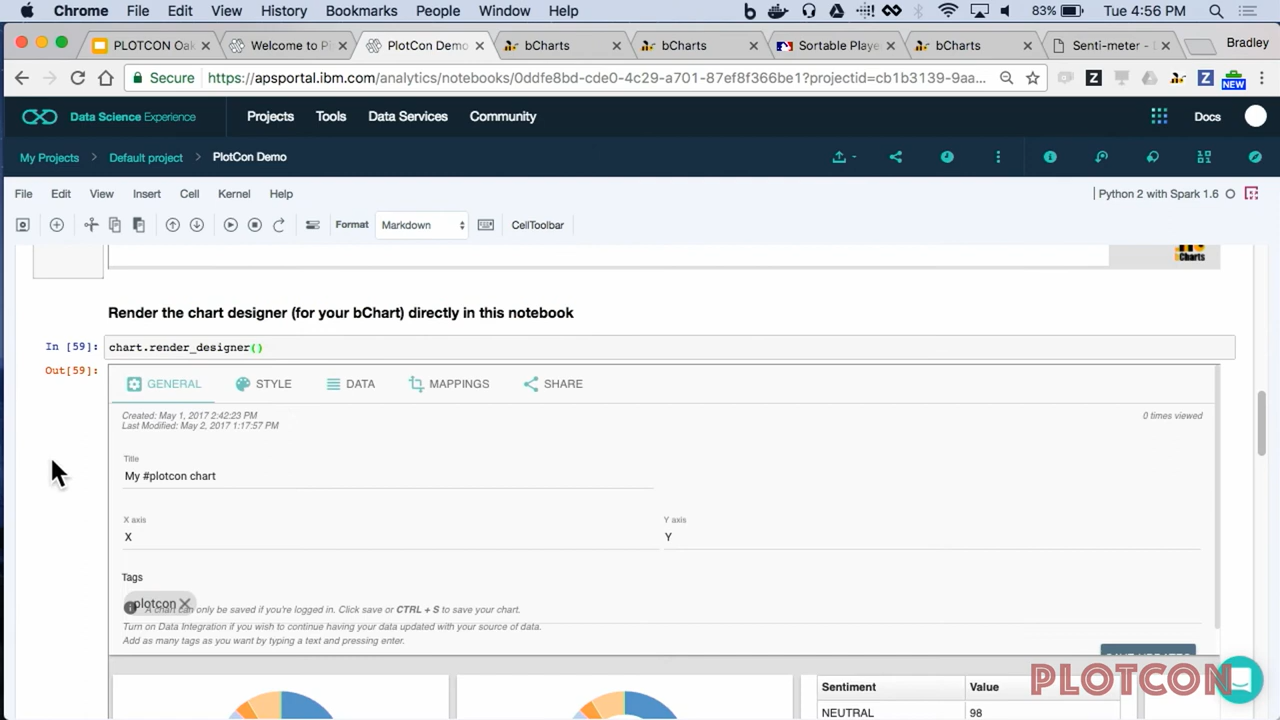 Chrome File Edit View History Bookmarks People Window Help 83% Tue 4:56 PM
PLOTCON Oak Welcome to Pl PlotCon Demo bCharts bCharts Sortable Playe bCharts Senti-meter - D Bradley
Secure https://apsportal.ibm.com/analytics/notebooks/0ddfe8bd-cde0-4c29-a701-87ef8f366be1?projectid=cb1b3139-9aa... NEW
Data Science Experience Projects Tools Data Services Community Docs
My Projects > Default project > PlotCon Demo
File Edit View Insert Cell Kernel Help Python 2 with Spark 1.6
Format Markdown CellToolbar
Charts
Render the chart designer (for your bChart) directly in this notebook
In [59]: chart.render_designer()
Out[59]:
GENERAL STYLE DATA MAPPINGS SHARE
Created: May 1, 2017 2:42:23 PM 0 times viewed
Last Modified: May 2, 2017 1:17:57 PM
Title
My #plotcon chart
X axis Y axis
X Y
Tags
plotcon
A chart can only be saved if you're logged in. Click save or CTRL + S to save your chart.
Turn on Data Integration if you wish to continue having your data updated with your source of data.
Add as many tags as you want by typing a text and pressing enter.
SAVE UPDATES
PLOTCON
Sentiment Value
NEUTRAL 98